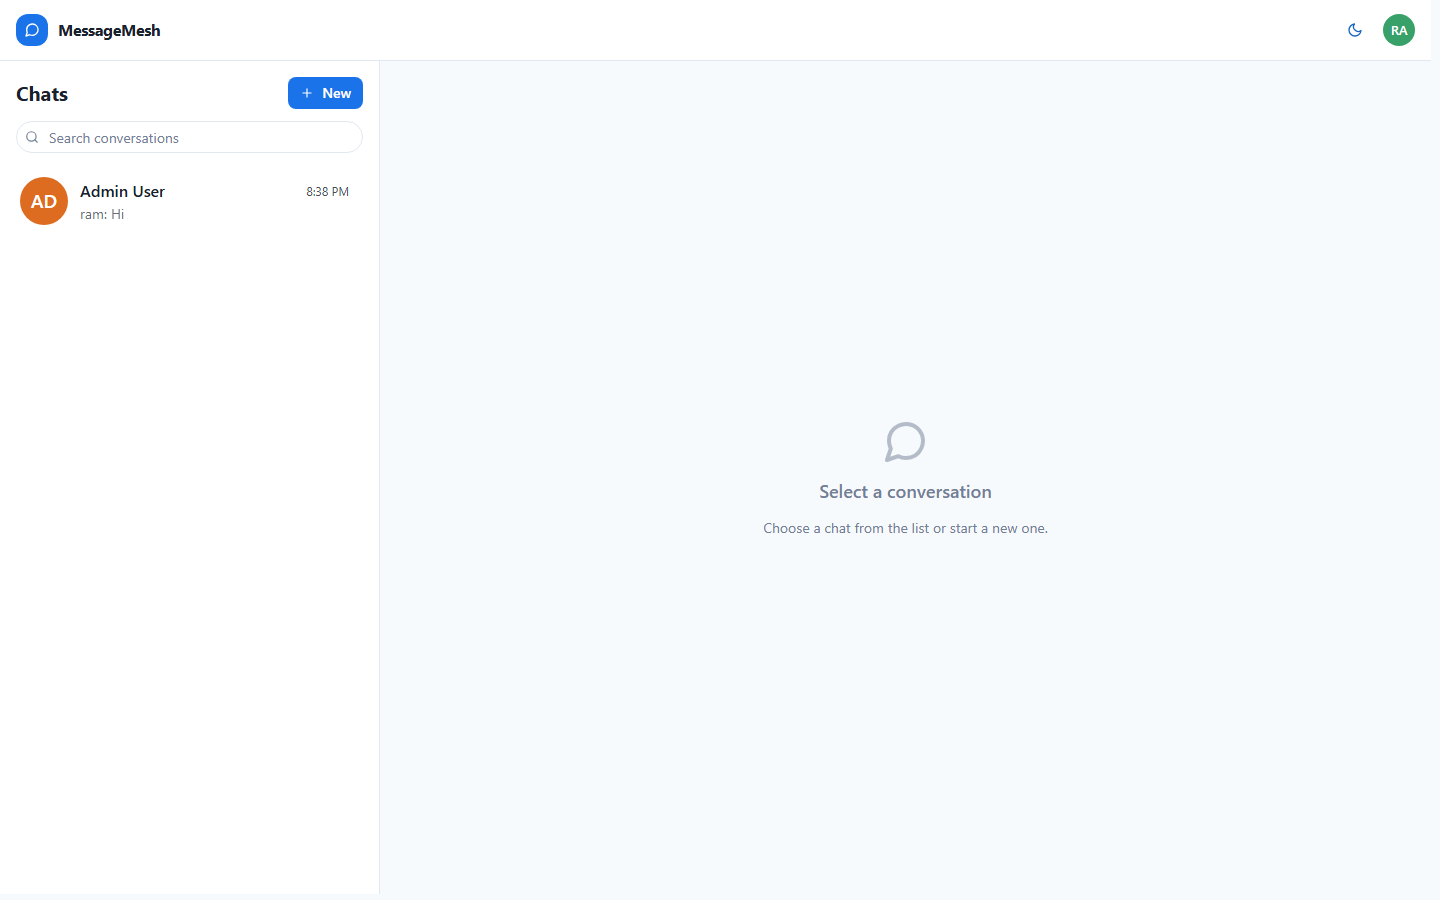 MessageMesh
RA
Chats
New
Search conversations
AD
Admin User
8:38 PM
ram: Hi
Select a conversation
Choose a chat from the list or start a new one.